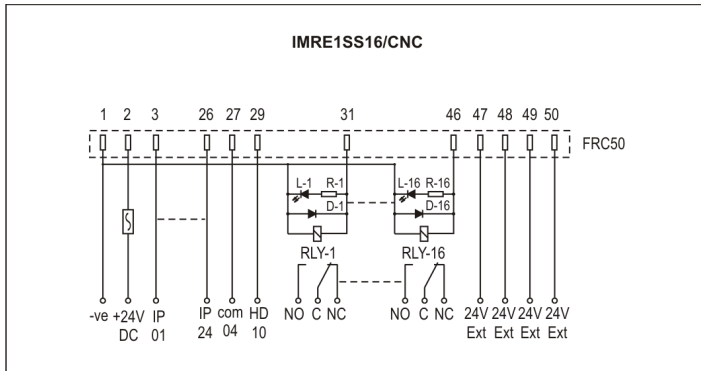 IMRE1SS16/CNC
1 2 3 26 27 29 31 46 47 48 49 50
FRC50
L-1 R-1 L-16 R-16
D-1 D-16
RLY-1 RLY-16
-ve +24V IP IP com HD NO C NC NO C NC 24V 24V 24V 24V
DC 01 24 04 10 Ext Ext Ext Ext